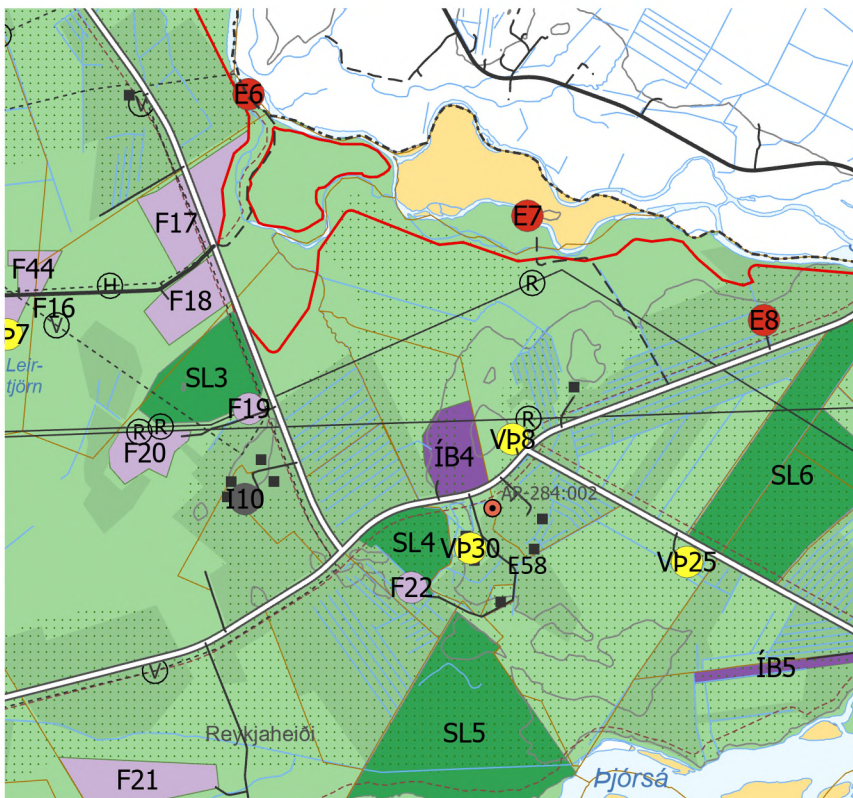 E6
V
F17
E7
F44
H
R
F16
F18
E8
Þ7
V
Leir-
tjörn
SL3
F19
R
R
R
F20
VÞ8
ÍB4
SL6
I10
AR-284:002
SL4
VÞ30
E58
VÞ25
F22
V
ÍB5
Reykjaheiði
SL5
F21
Þjórsá